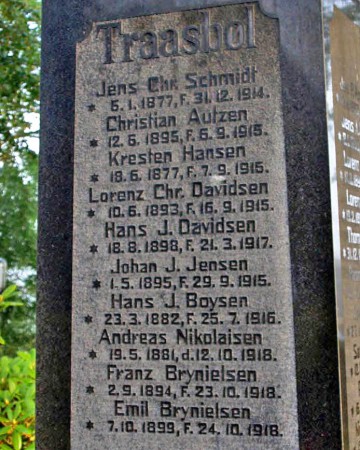 Traasbol
Jens Chr. Schmidt
* 6.1.1877, F. 31.12.1914.
Christian Autzen
* 12.6.1895, F. 6.9.1915.
Kresten Hansen
* 18.6.1877, F. 7.9.1915.
Lorenz Chr. Davidsen
* 10.6.1893, F. 16.9.1915.
Hans J. Davidsen
* 18.8.1898, F. 21.3.1917.
Johan J. Jensen
* 1.5.1895, F. 29.9.1915.
Hans J. Boysen
* 23.3.1882, F. 25.7.1916.
Andreas Nikolaisen
* 19.5.1881, d. 12.10.1918.
Franz Brynielsen
* 2.9.1894, F. 23.10.1918.
Emil Brynielsen
* 7.10.1899, F. 24.10.1918.